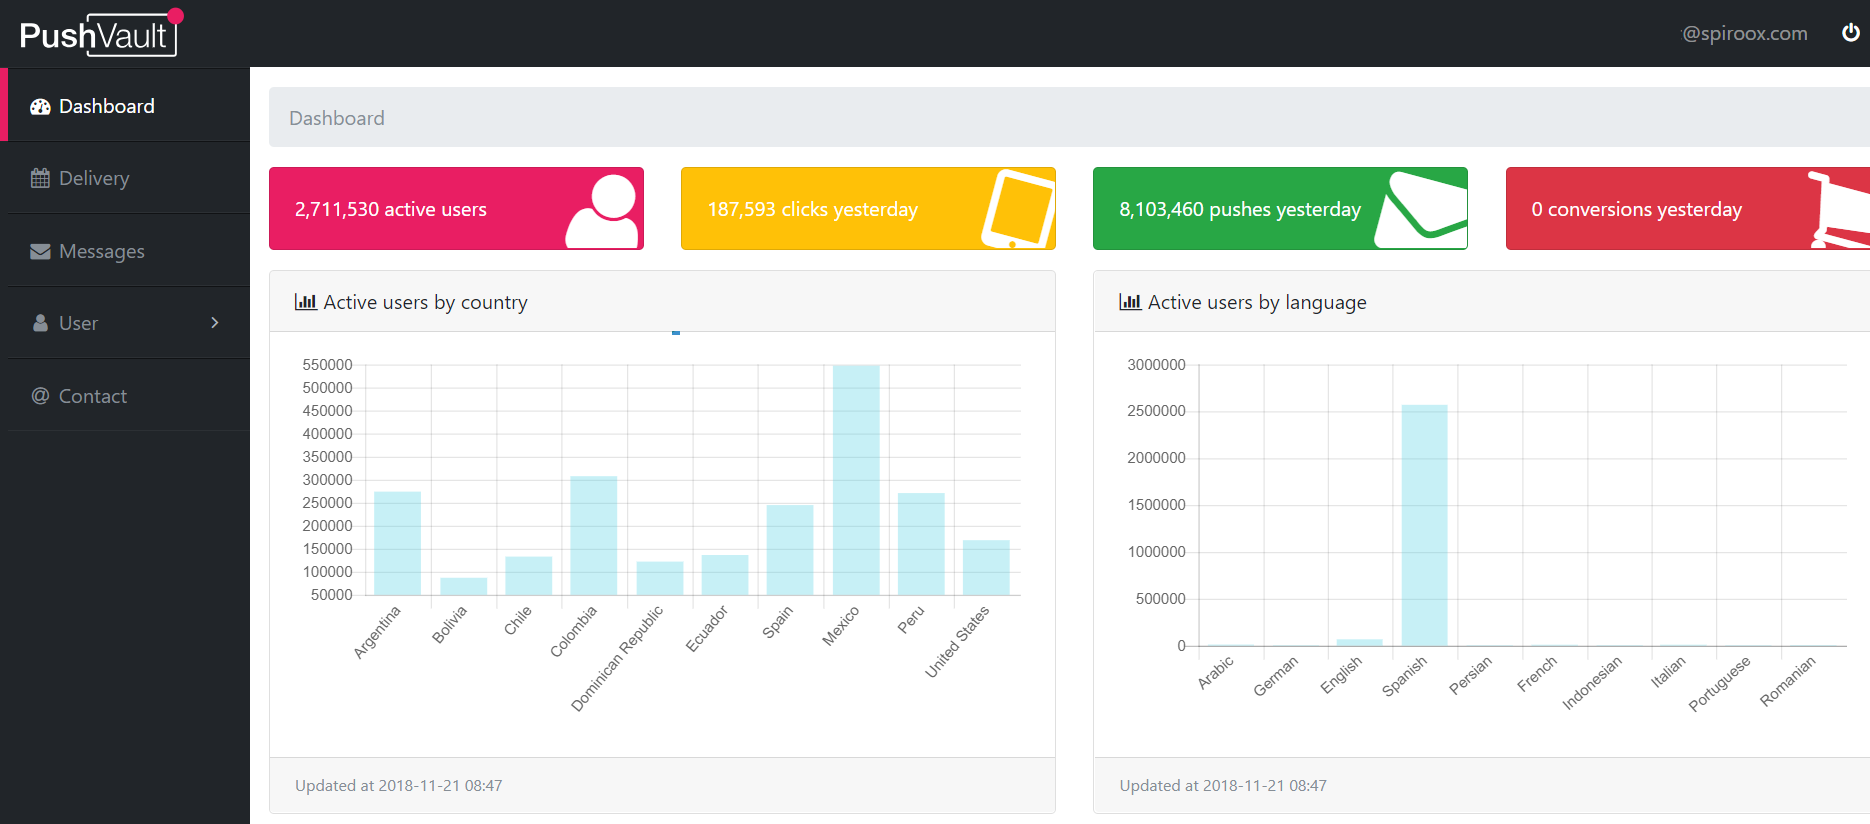 PushVault
@spiroox.com
Dashboard
Delivery
Messages
User
Contact
Dashboard
2,711,530 active users
187,593 clicks yesterday
8,103,460 pushes yesterday
0 conversions yesterday
Active users by country
550000
500000
450000
400000
350000
300000
250000
200000
150000
100000
50000
Argentina
Bolivia
Chile
Colombia
Dominican Republic
Ecuador
Spain
Mexico
Peru
United States
Updated at 2018-11-21 08:47
Active users by language
3000000
2500000
2000000
1500000
1000000
500000
0
Arabic
German
English
Spanish
Persian
French
Indonesian
Italian
Portuguese
Romanian
Updated at 2018-11-21 08:47